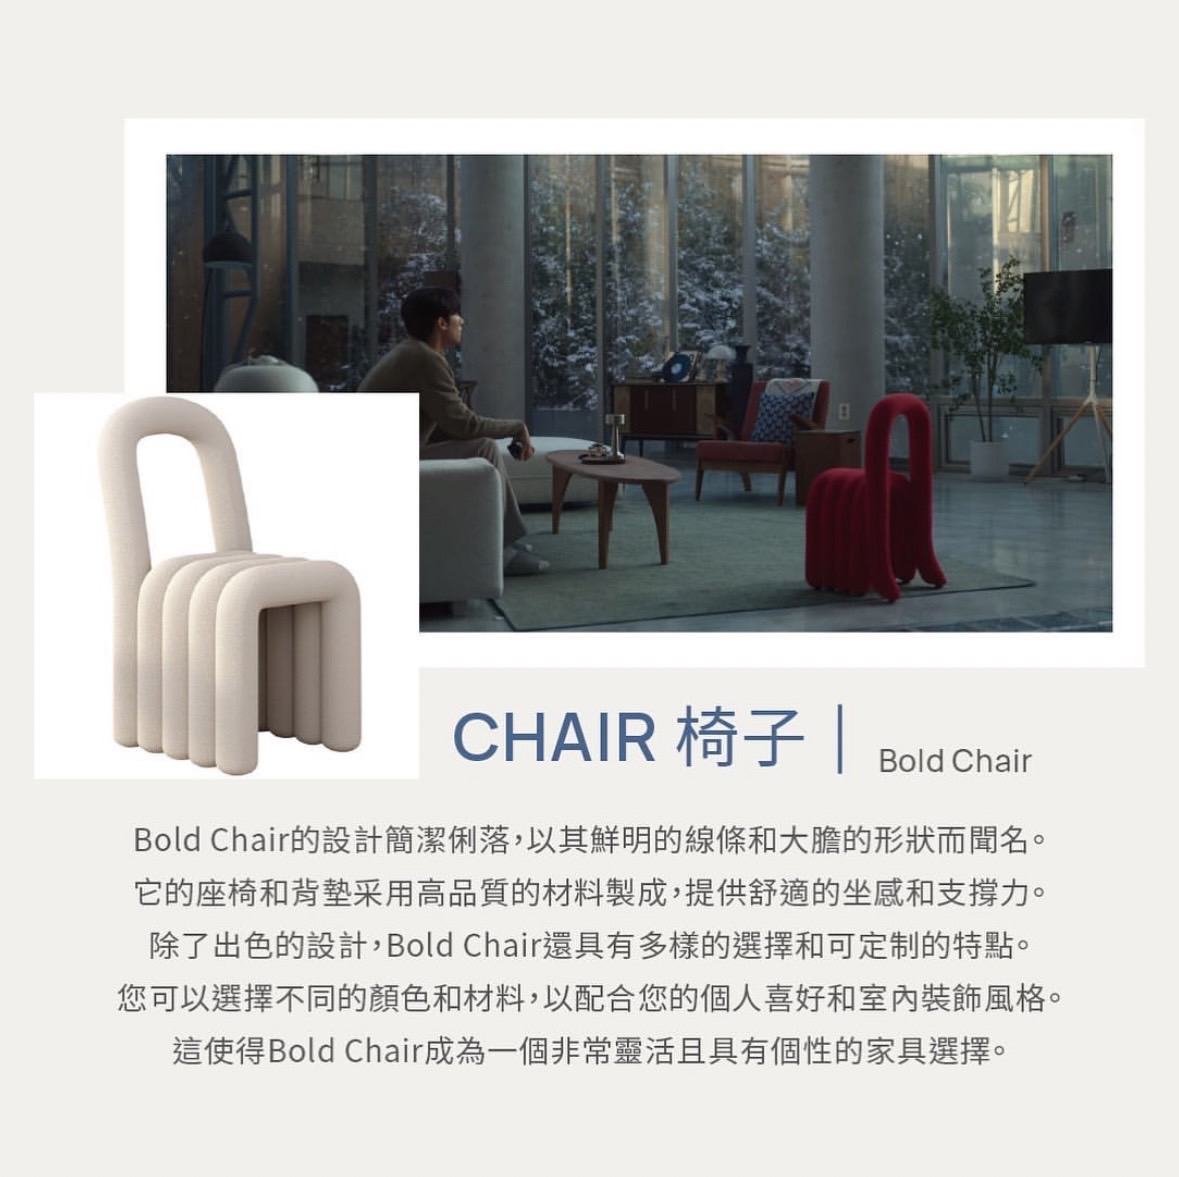 CHAIR 椅子｜ Bold Chair
Bold Chair的設計簡潔俐落，以其鮮明的線條和大膽的形狀而聞名。
它的座椅和背墊采用高品質的材料製成，提供舒適的坐感和支撐力。
除了出色的設計，Bold Chair還具有多樣的選擇和可定制的特點。
您可以選擇不同的顏色和材料，以配合您的個人喜好和室內裝飾風格。
這使得Bold Chair成為一個非常靈活且具有個性的家具選擇。